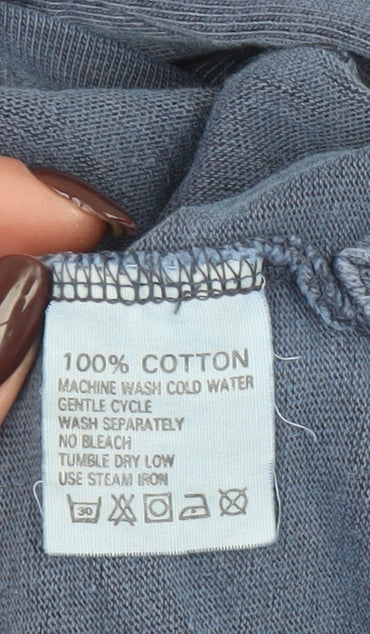 100% COTTON
MACHINE WASH COLD WATER
GENTLE CYCLE
WASH SEPARATELY
NO BLEACH
TUMBLE DRY LOW
USE STEAM IRON
30